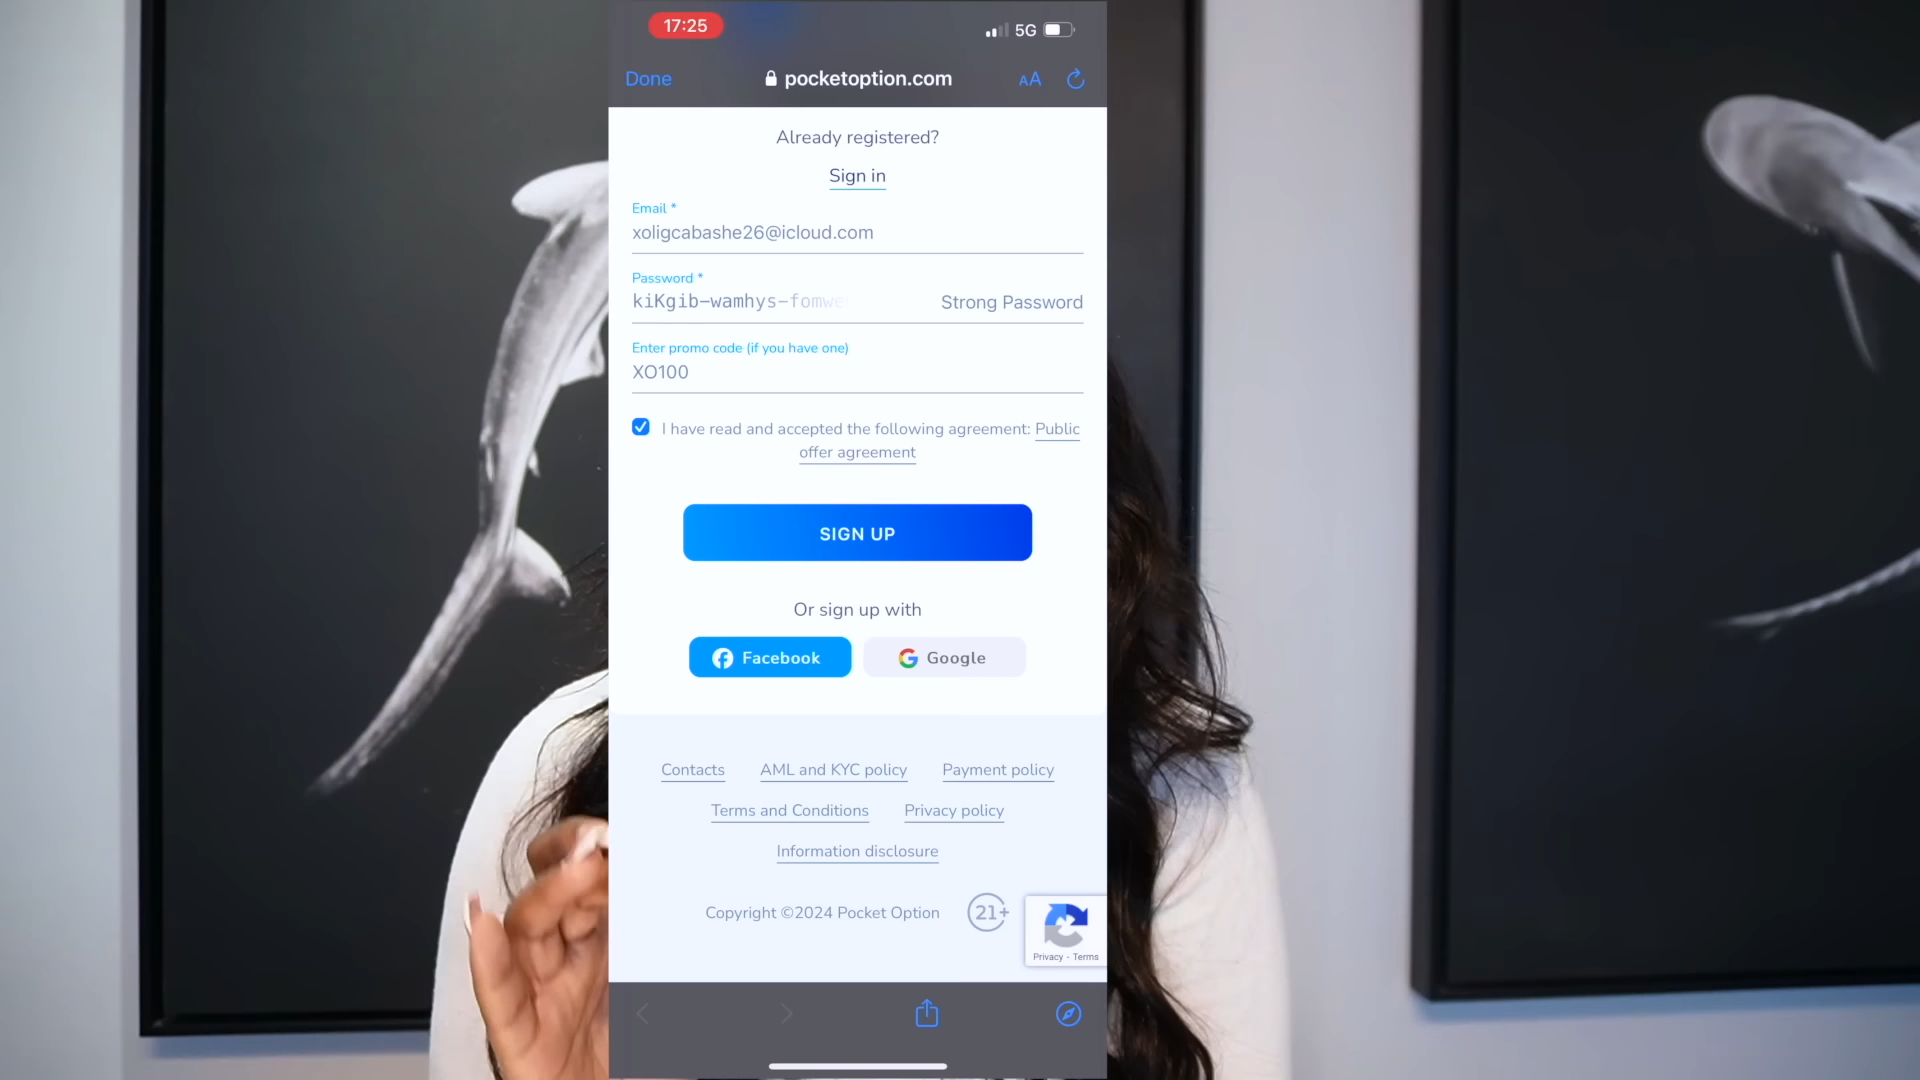 17:25
5G
Done
pocketoption.com
AA
Already registered?
Sign in
Email *
xoligcabashe26@icloud.com
Password *
kiKgib-wamhys-fomwe
Strong Password
Enter promo code (if you have one)
XO100
I have read and accepted the following agreement: Public
offer agreement
SIGN UP
Or sign up with
Facebook
Google
Contacts
AML and KYC policy
Payment policy
Terms and Conditions
Privacy policy
Information disclosure
Copyright ©2024 Pocket Option
21+
Privacy - Terms